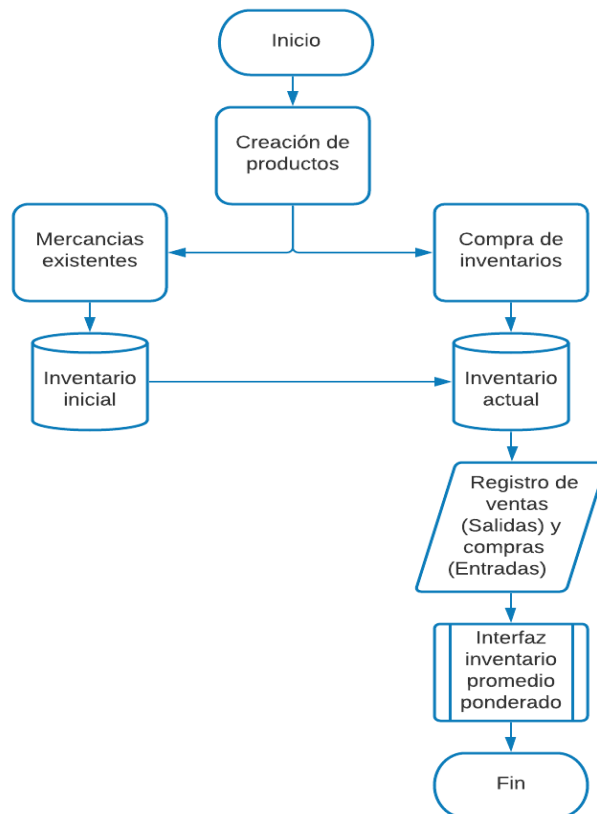 Inicio
Creación de
productos
Mercancias
existentes
Compra de
inventarios
Inventario
inicial
Inventario
actual
Registro de
ventas
(Salidas) y
compras
(Entradas)
Interfaz
inventario
promedio
ponderado
Fin